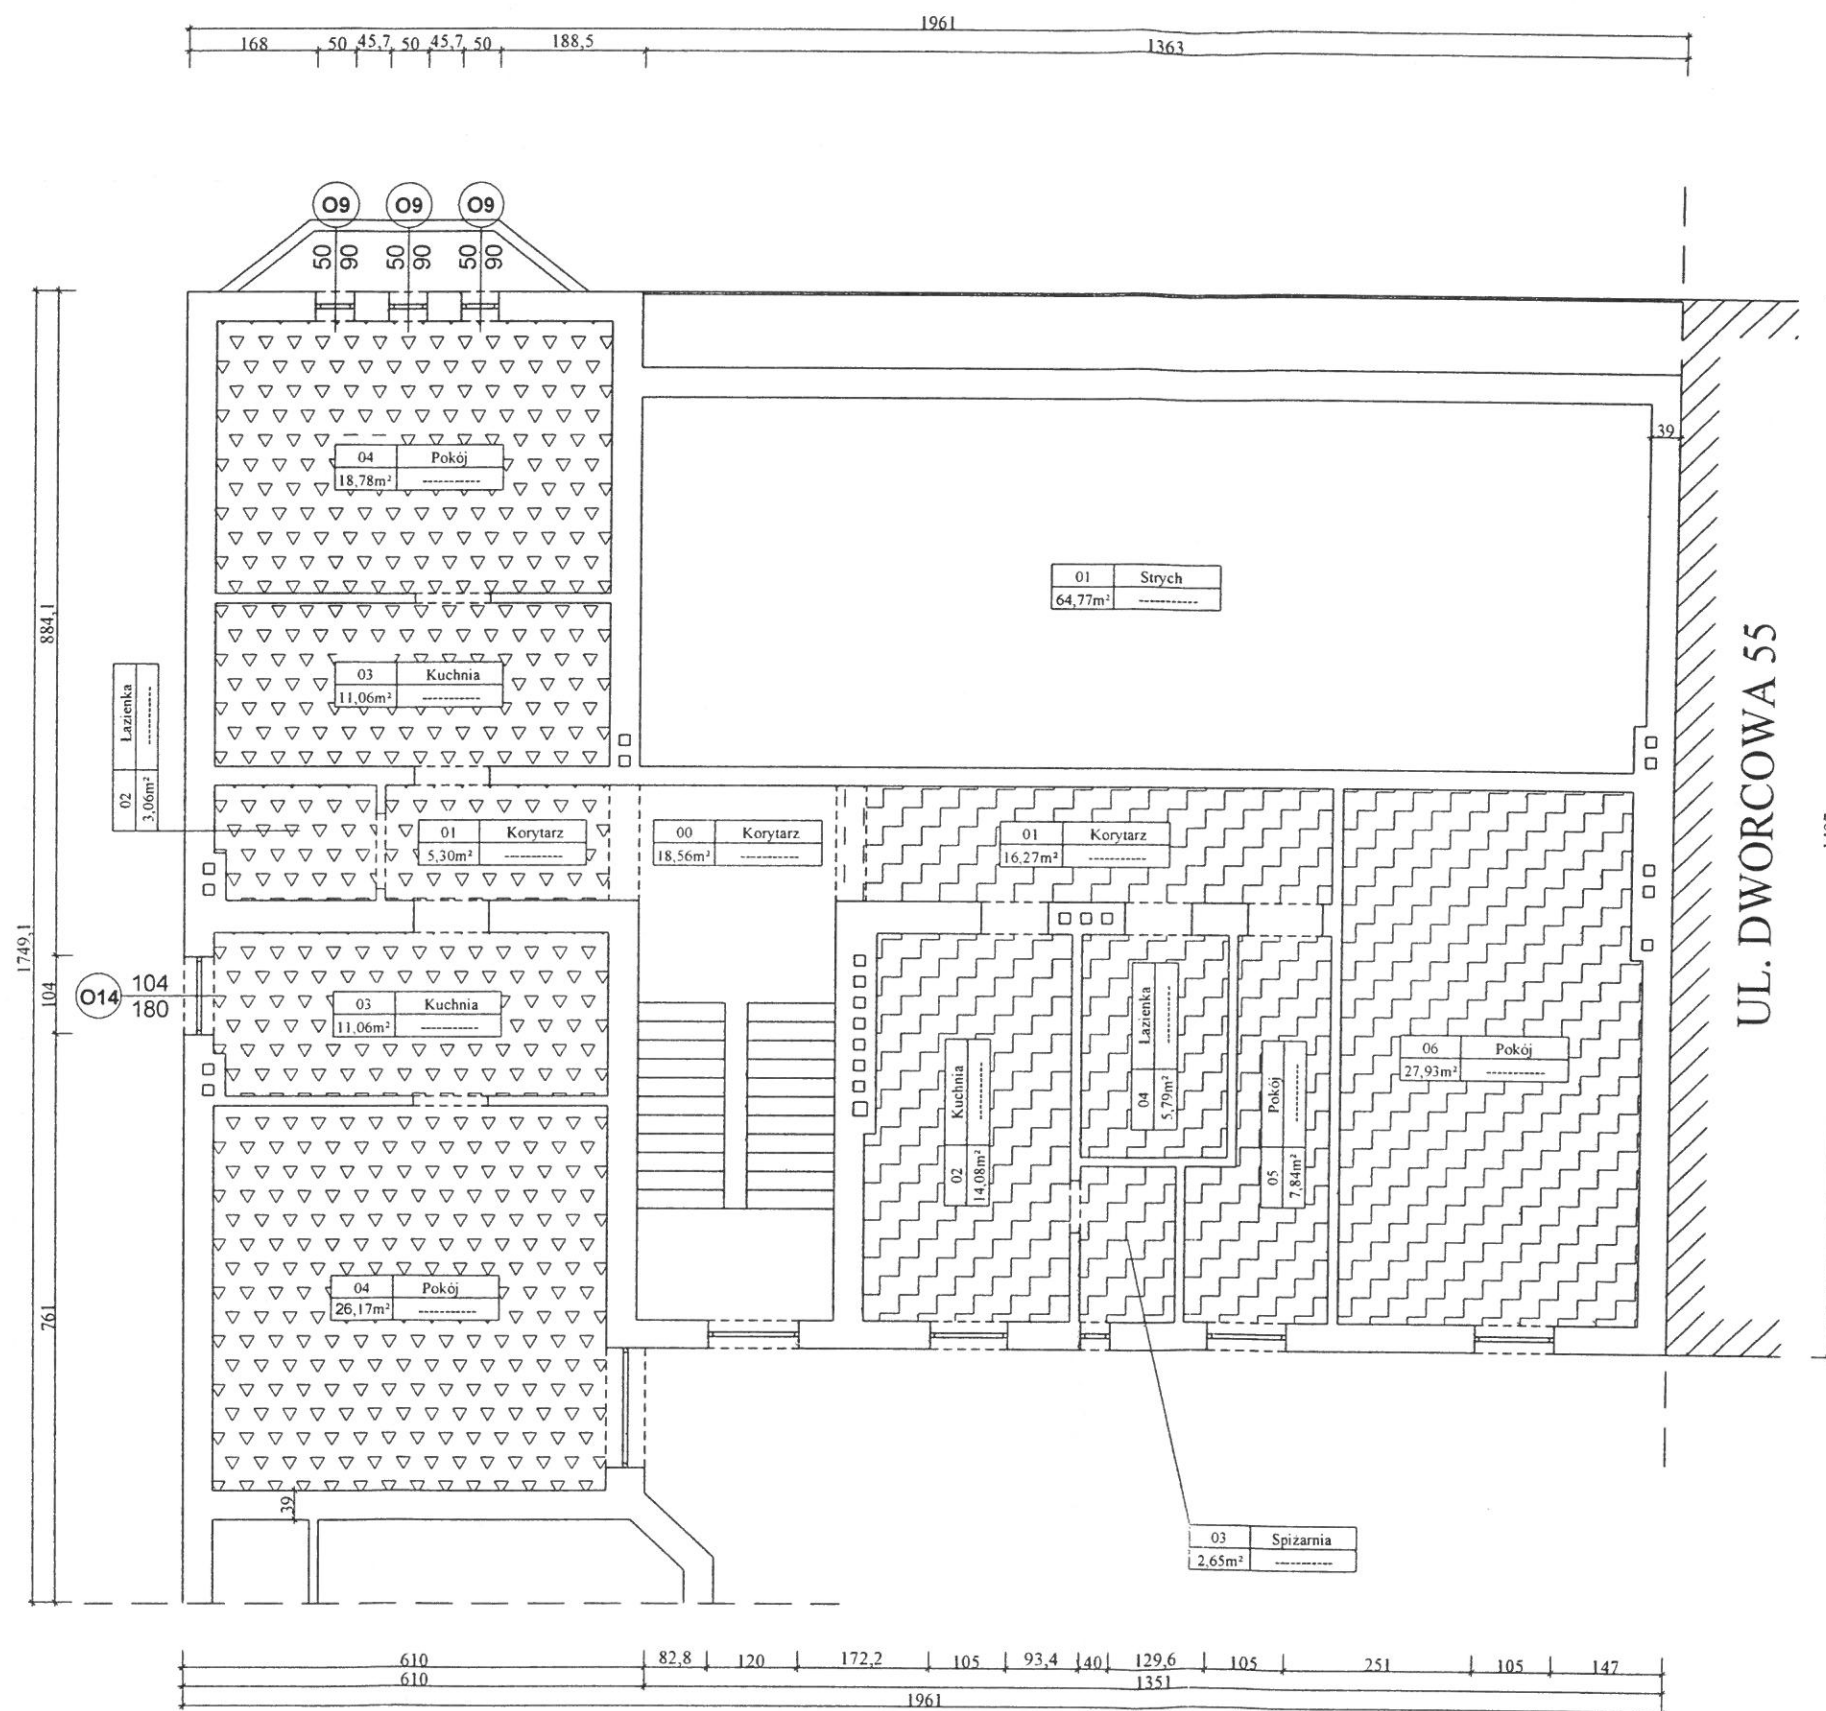 1961
168 50 45,7 50 45,7 50 188,5 1363
O9 O9 O9
50 90 50 90 50 90
39
04 Pokój
18,78m² -----------
01 Strych
64,77m² -----------
884,1
03 Kuchnia
11,06m² -----------
02 Łazienka
3,06m² -----------
01 Korytarz
5,30m² -----------
00 Korytarz
18,56m² -----------
01 Korytarz
16,27m² -----------
UL. DWORCOWA 55
1749,1
104
O14 104
180
03 Kuchnia
11,06m² -----------
04 Łazienka
5,79m² -----------
02 Kuchnia
14,08m² -----------
05 Pokój
7,84m² -----------
06 Pokój
27,93m² -----------
761
04 Pokój
26,17m² -----------
39
03 Spiżarnia
2,65m² -----------
610 82,8 120 172,2 105 93,4 40 129,6 105 251 105 147
610 1351
1961